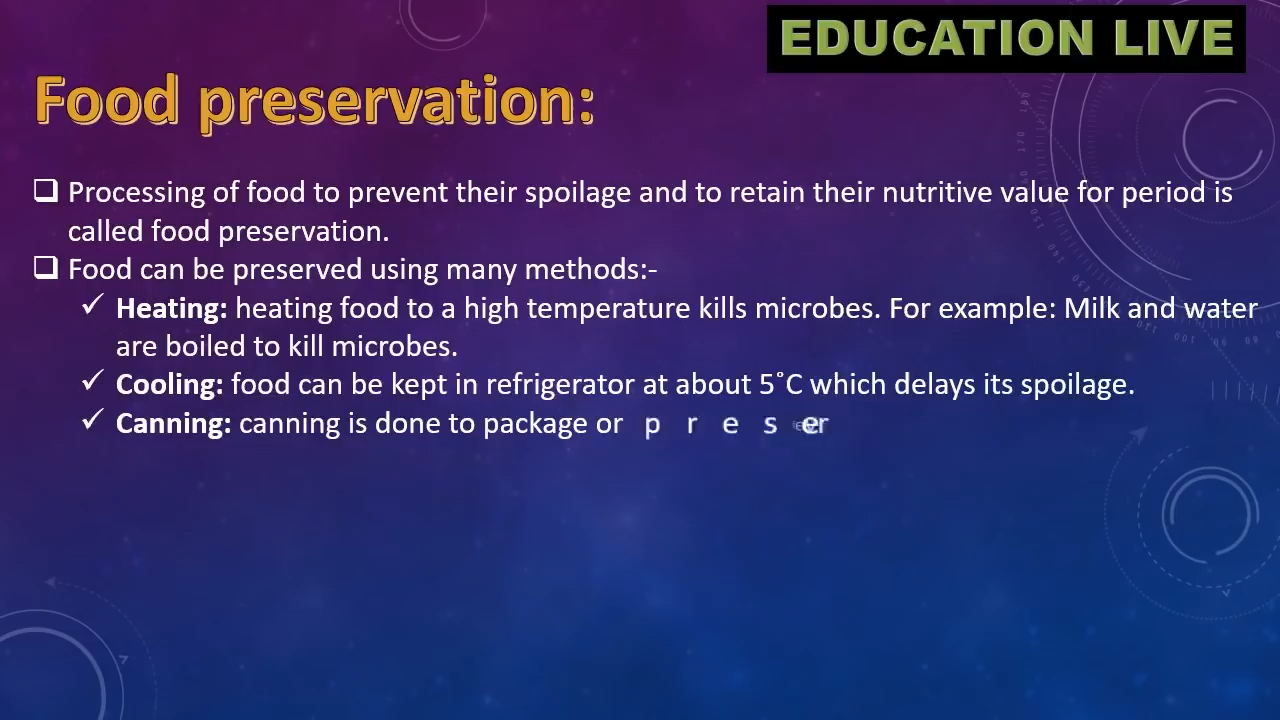 EDUCATION LIVE
Food preservation:
❑ Processing of food to prevent their spoilage and to retain their nutritive value for period is
called food preservation.
❑ Food can be preserved using many methods:-
✓ Heating: heating food to a high temperature kills microbes. For example: Milk and water
are boiled to kill microbes.
✓ Cooling: food can be kept in refrigerator at about 5˚C which delays its spoilage.
✓ Canning: canning is done to package or